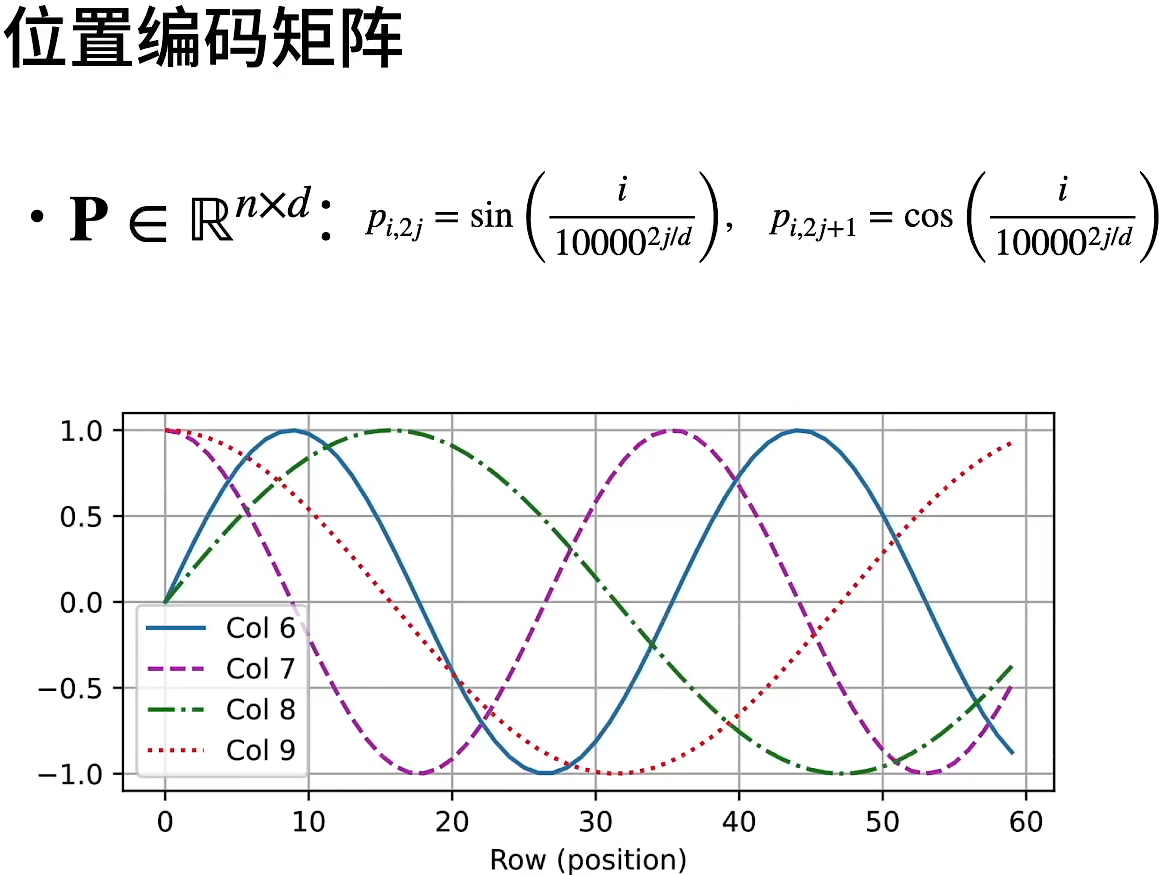 位置编码矩阵
• P ∈ ℝ^{n×d}: p_{i,2j} = sin(i/10000^{2j/d}), p_{i,2j+1} = cos(i/10000^{2j/d})
1.0
0.5
0.0
−0.5
−1.0
Col 6
Col 7
Col 8
Col 9
0 10 20 30 40 50 60
Row (position)